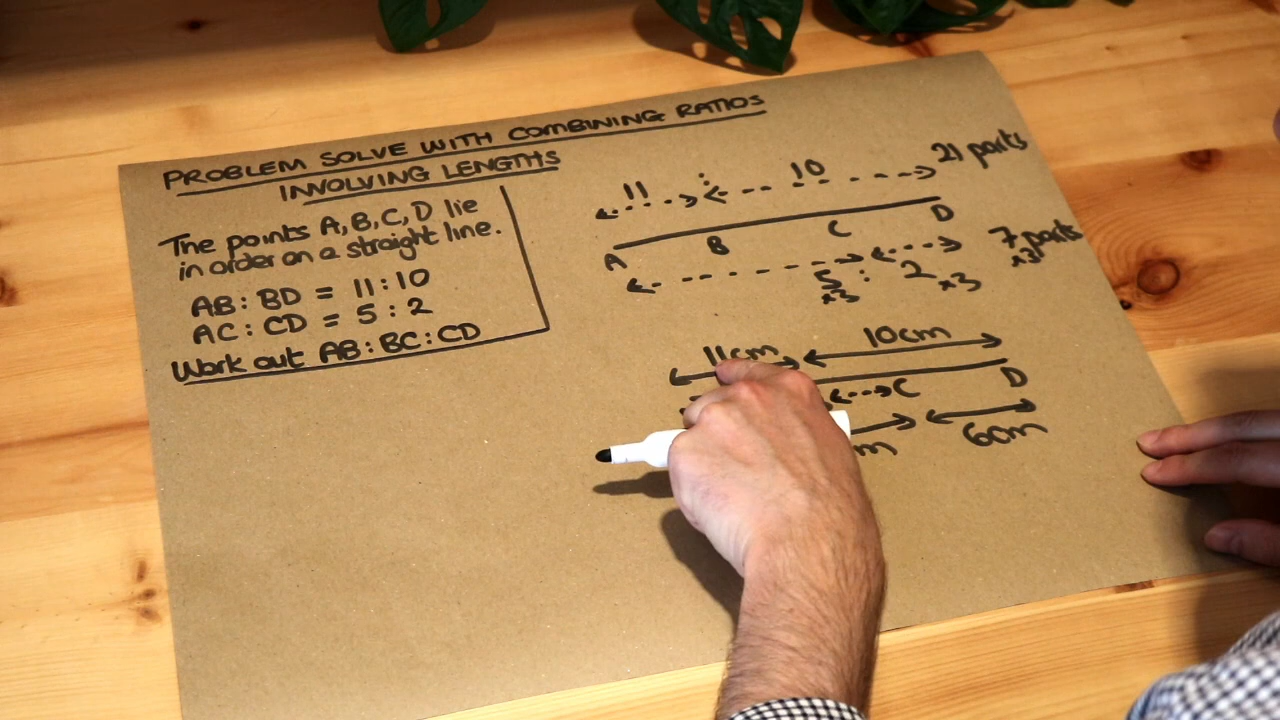 PROBLEM SOLVE WITH COMBINING RATIOS
INVOLVING LENGTHS
The points A, B, C, D lie
in order on a straight line.
AB : BD = 11 : 10
AC : CD = 5 : 2
Work out AB : BC : CD
11 : 10 21 parts
A B C D
5 : 2 7 parts
×3 ×3 ×3
11cm 10cm
C D
m 6cm